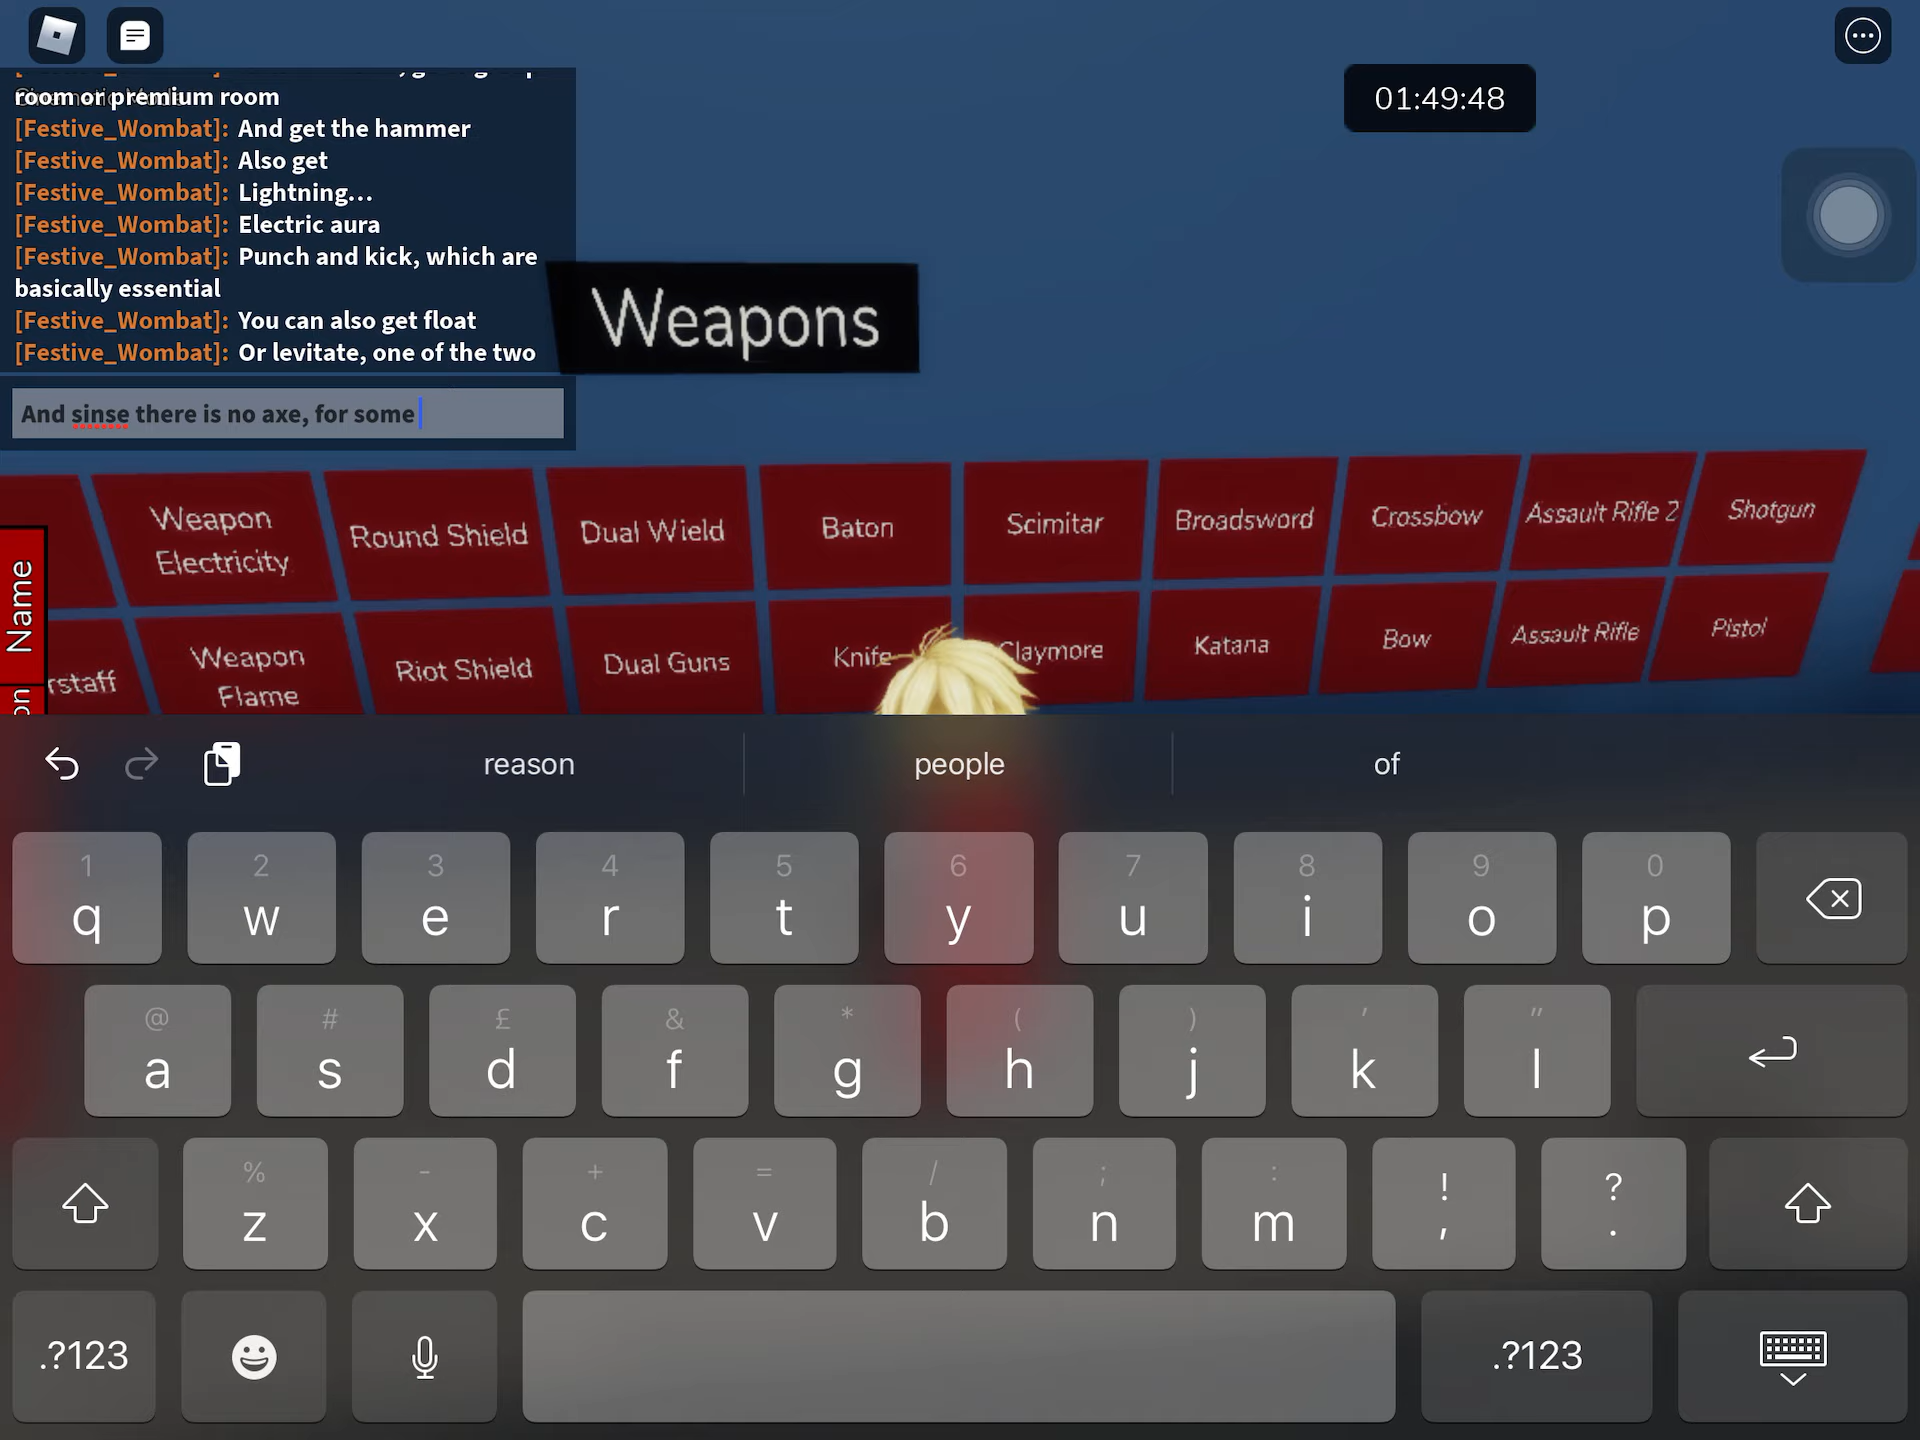 01:49:48
room or premium room
[Festive_Wombat]: And get the hammer
[Festive_Wombat]: Also get
[Festive_Wombat]: Lightning...
[Festive_Wombat]: Electric aura
[Festive_Wombat]: Punch and kick, which are
basically essential
[Festive_Wombat]: You can also get float
[Festive_Wombat]: Or levitate, one of the two
And sinse there is no axe, for some
Weapons
Weapon
Electricity
Round Shield
Dual Wield
Baton
Scimitar
Broadsword
Crossbow
Assault Rifle 2
Shotgun
Name
on
rstaff
Weapon
Flame
Riot Shield
Dual Guns
Knife
Claymore
Katana
Bow
Assault Rifle
Pistol
reason people of
1 2 3 4 5 6 7 8 9 0
q w e r t y u i o p
@ # £ & * ( ) ' "
a s d f g h j k l
% - + = / ; : ! ?
z x c v b n m , .
.?123 .?123